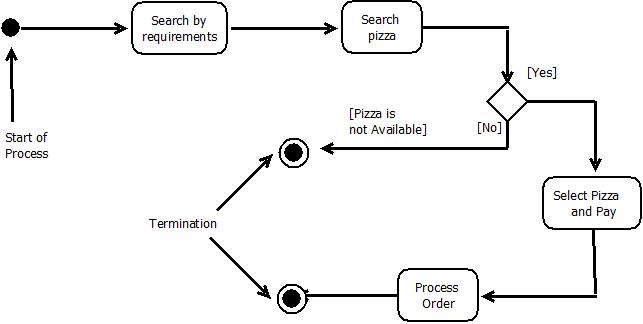 Search by
requirements
Search
pizza
[Yes]
[Pizza is
not Available]
[No]
Start of
Process
Select Pizza
and Pay
Termination
Process
Order